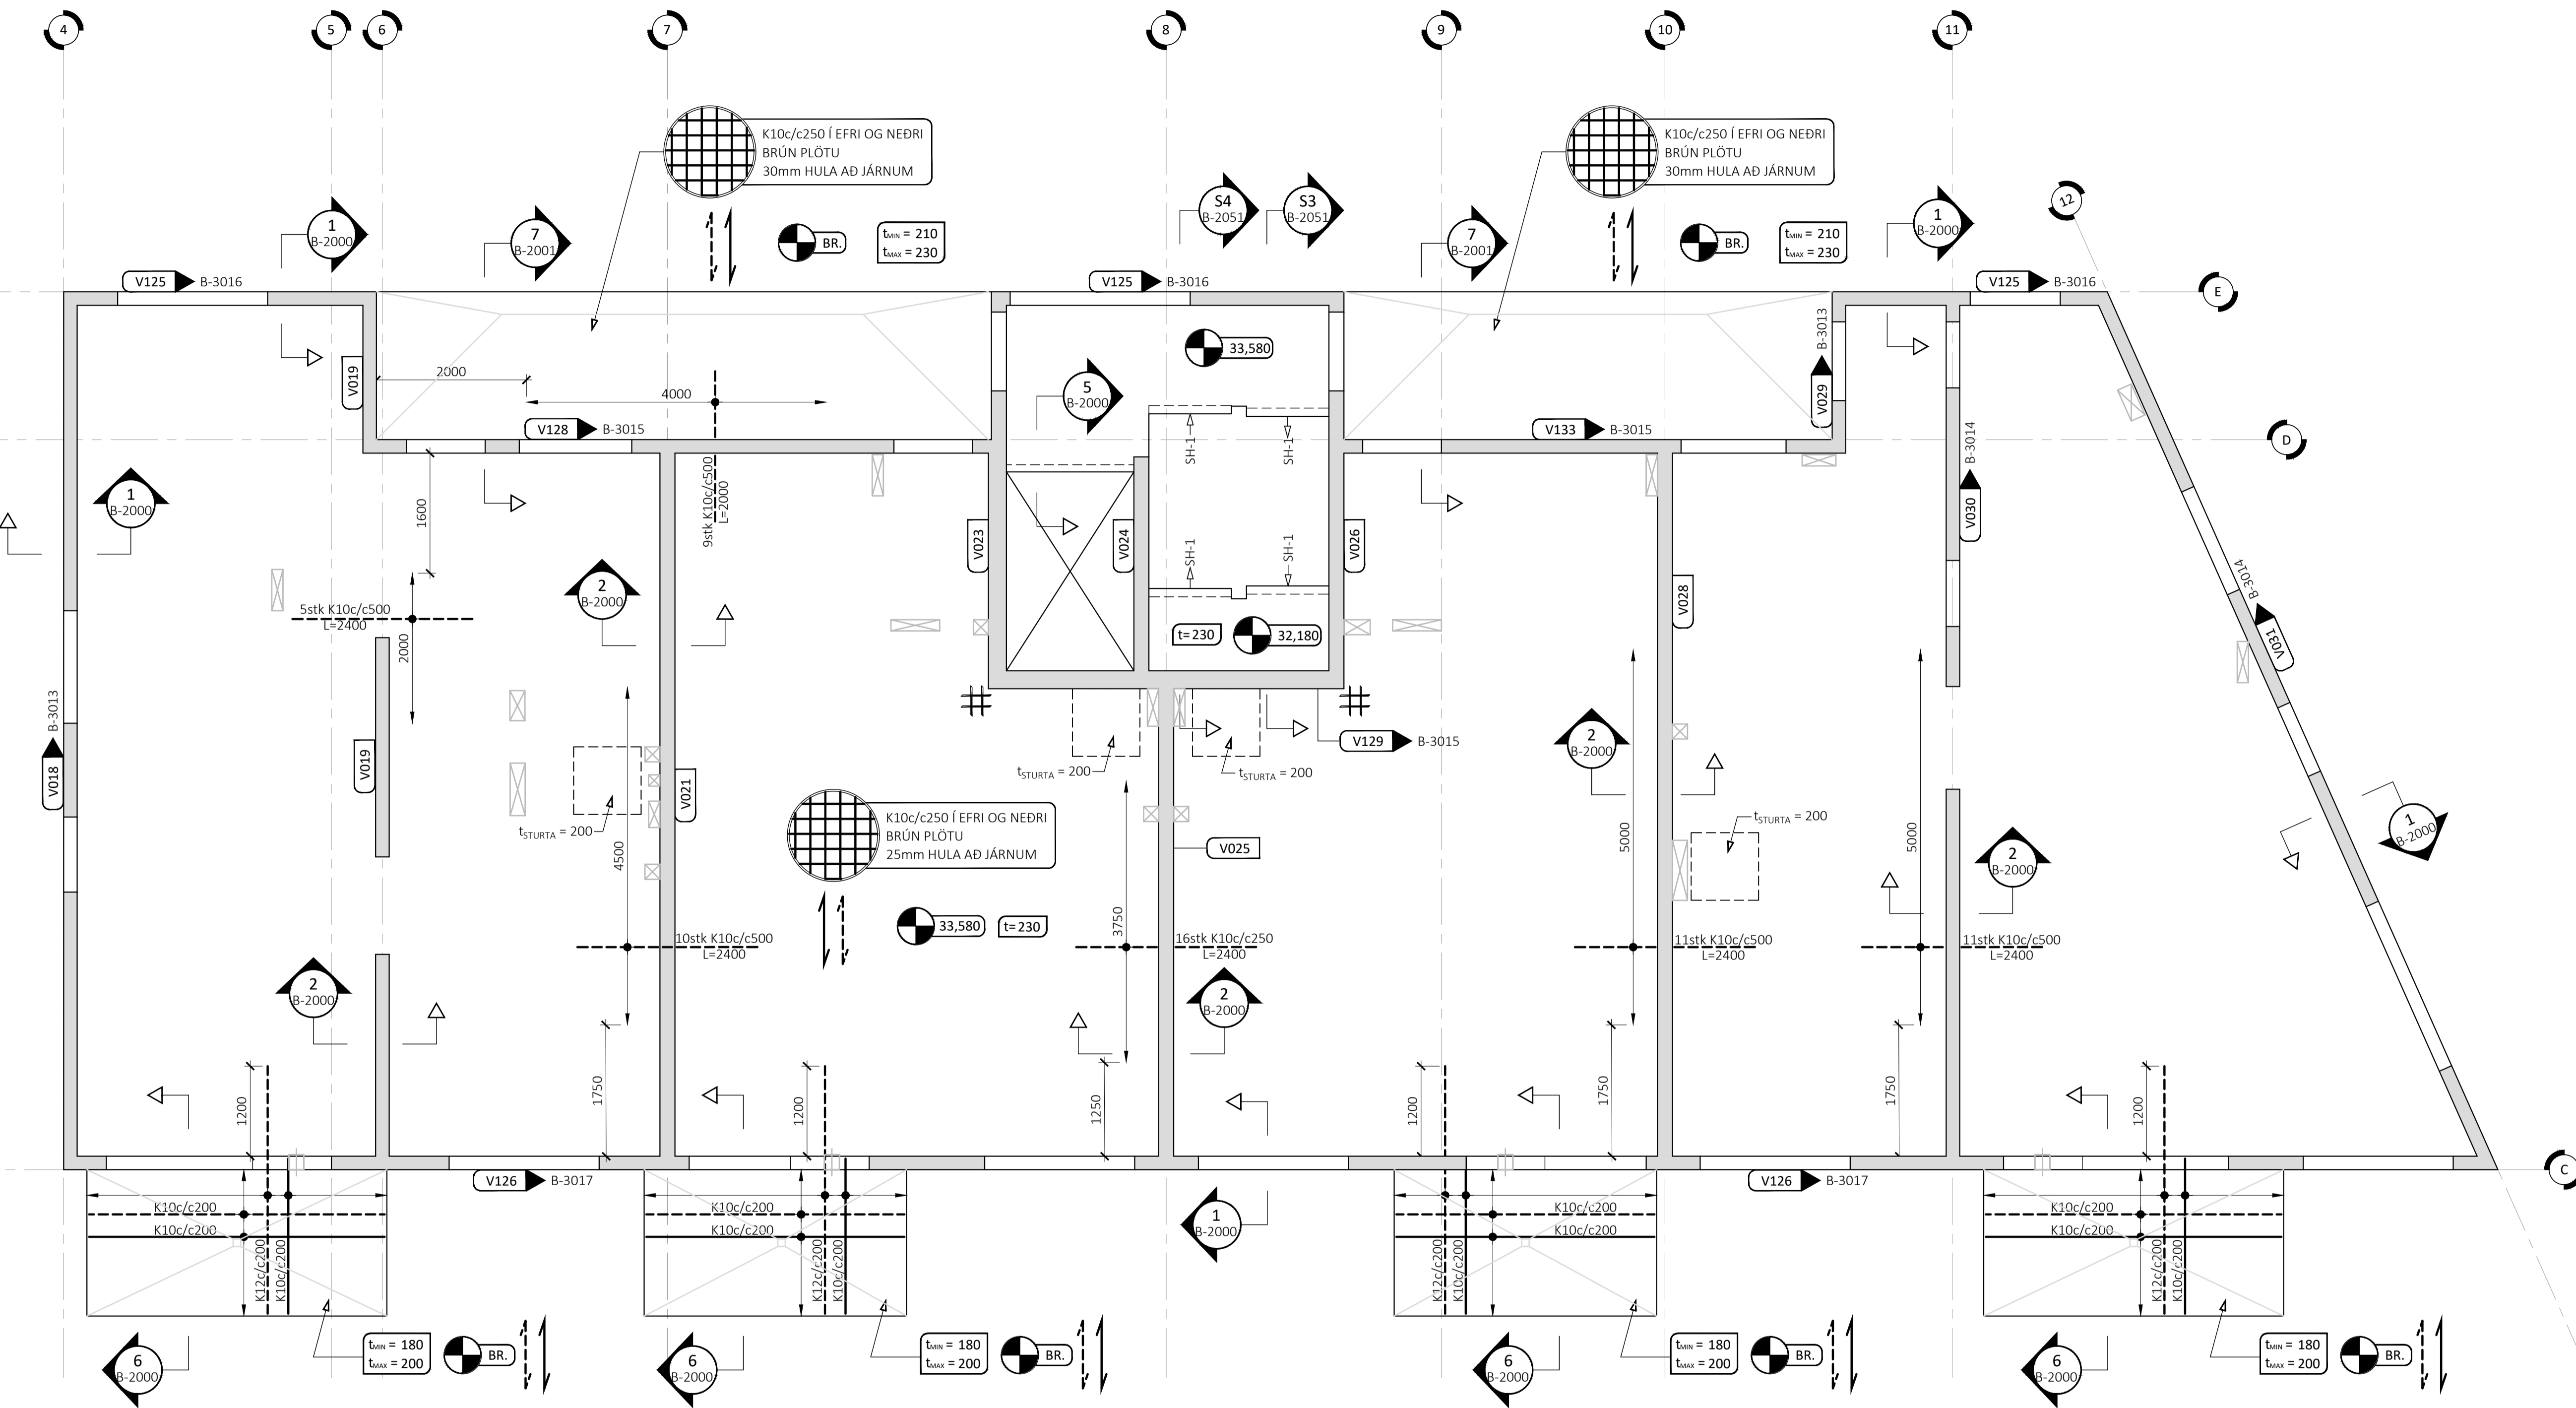 4
5
6
7
8
9
10
11
12
K10c/c250 Í EFRI OG NEÐRI
BRÚN PLÖTU
30mm HULA AÐ JÁRNUM
K10c/c250 Í EFRI OG NEÐRI
BRÚN PLÖTU
30mm HULA AÐ JÁRNUM
1
B-2000
7
B-2001
BR.
tMIN = 210
tMAX = 230
S4
B-2051
S3
B-2051
7
B-2001
BR.
tMIN = 210
tMAX = 230
1
B-2000
V125
B-3016
V125
B-3016
V125
B-3016
E
V019
2000
4000
V128
B-3015
5
B-2000
33,580
V133
B-3015
V029
B-3013
D
1
B-2000
1600
9stk K10c/c500
L=2000
V023
V024
SH-1
SH-1
SH-1
SH-1
V026
V030
B-3014
5stk K10c/c500
L=2400
2000
2
B-2000
t=230
32,180
V028
B-3014
V031
V018
B-3013
V019
tSTURTA = 200
4500
V021
tSTURTA = 200
tSTURTA = 200
V129
B-3015
2
B-2000
tSTURTA = 200
K10c/c250 Í EFRI OG NEÐRI
BRÚN PLÖTU
25mm HULA AÐ JÁRNUM
V025
5000
5000
2
B-2000
1
B-2000
33,580
t=230
3750
10stk K10c/c500
L=2400
16stk K10c/c250
L=2400
11stk K10c/c500
L=2400
11stk K10c/c500
L=2400
2
B-2000
2
B-2000
1200
1750
1200
1250
1200
1750
1750
1200
V126
B-3017
V126
B-3017
C
K10c/c200
K10c/c200
K12c/c200
K10c/c200
K10c/c200
K10c/c200
K12c/c200
K10c/c200
1
B-2000
K10c/c200
K10c/c200
K12c/c200
K10c/c200
K10c/c200
K10c/c200
K12c/c200
K10c/c200
6
B-2000
tMIN = 180
tMAX = 200
BR.
6
B-2000
tMIN = 180
tMAX = 200
BR.
6
B-2000
tMIN = 180
tMAX = 200
BR.
6
B-2000
tMIN = 180
tMAX = 200
BR.